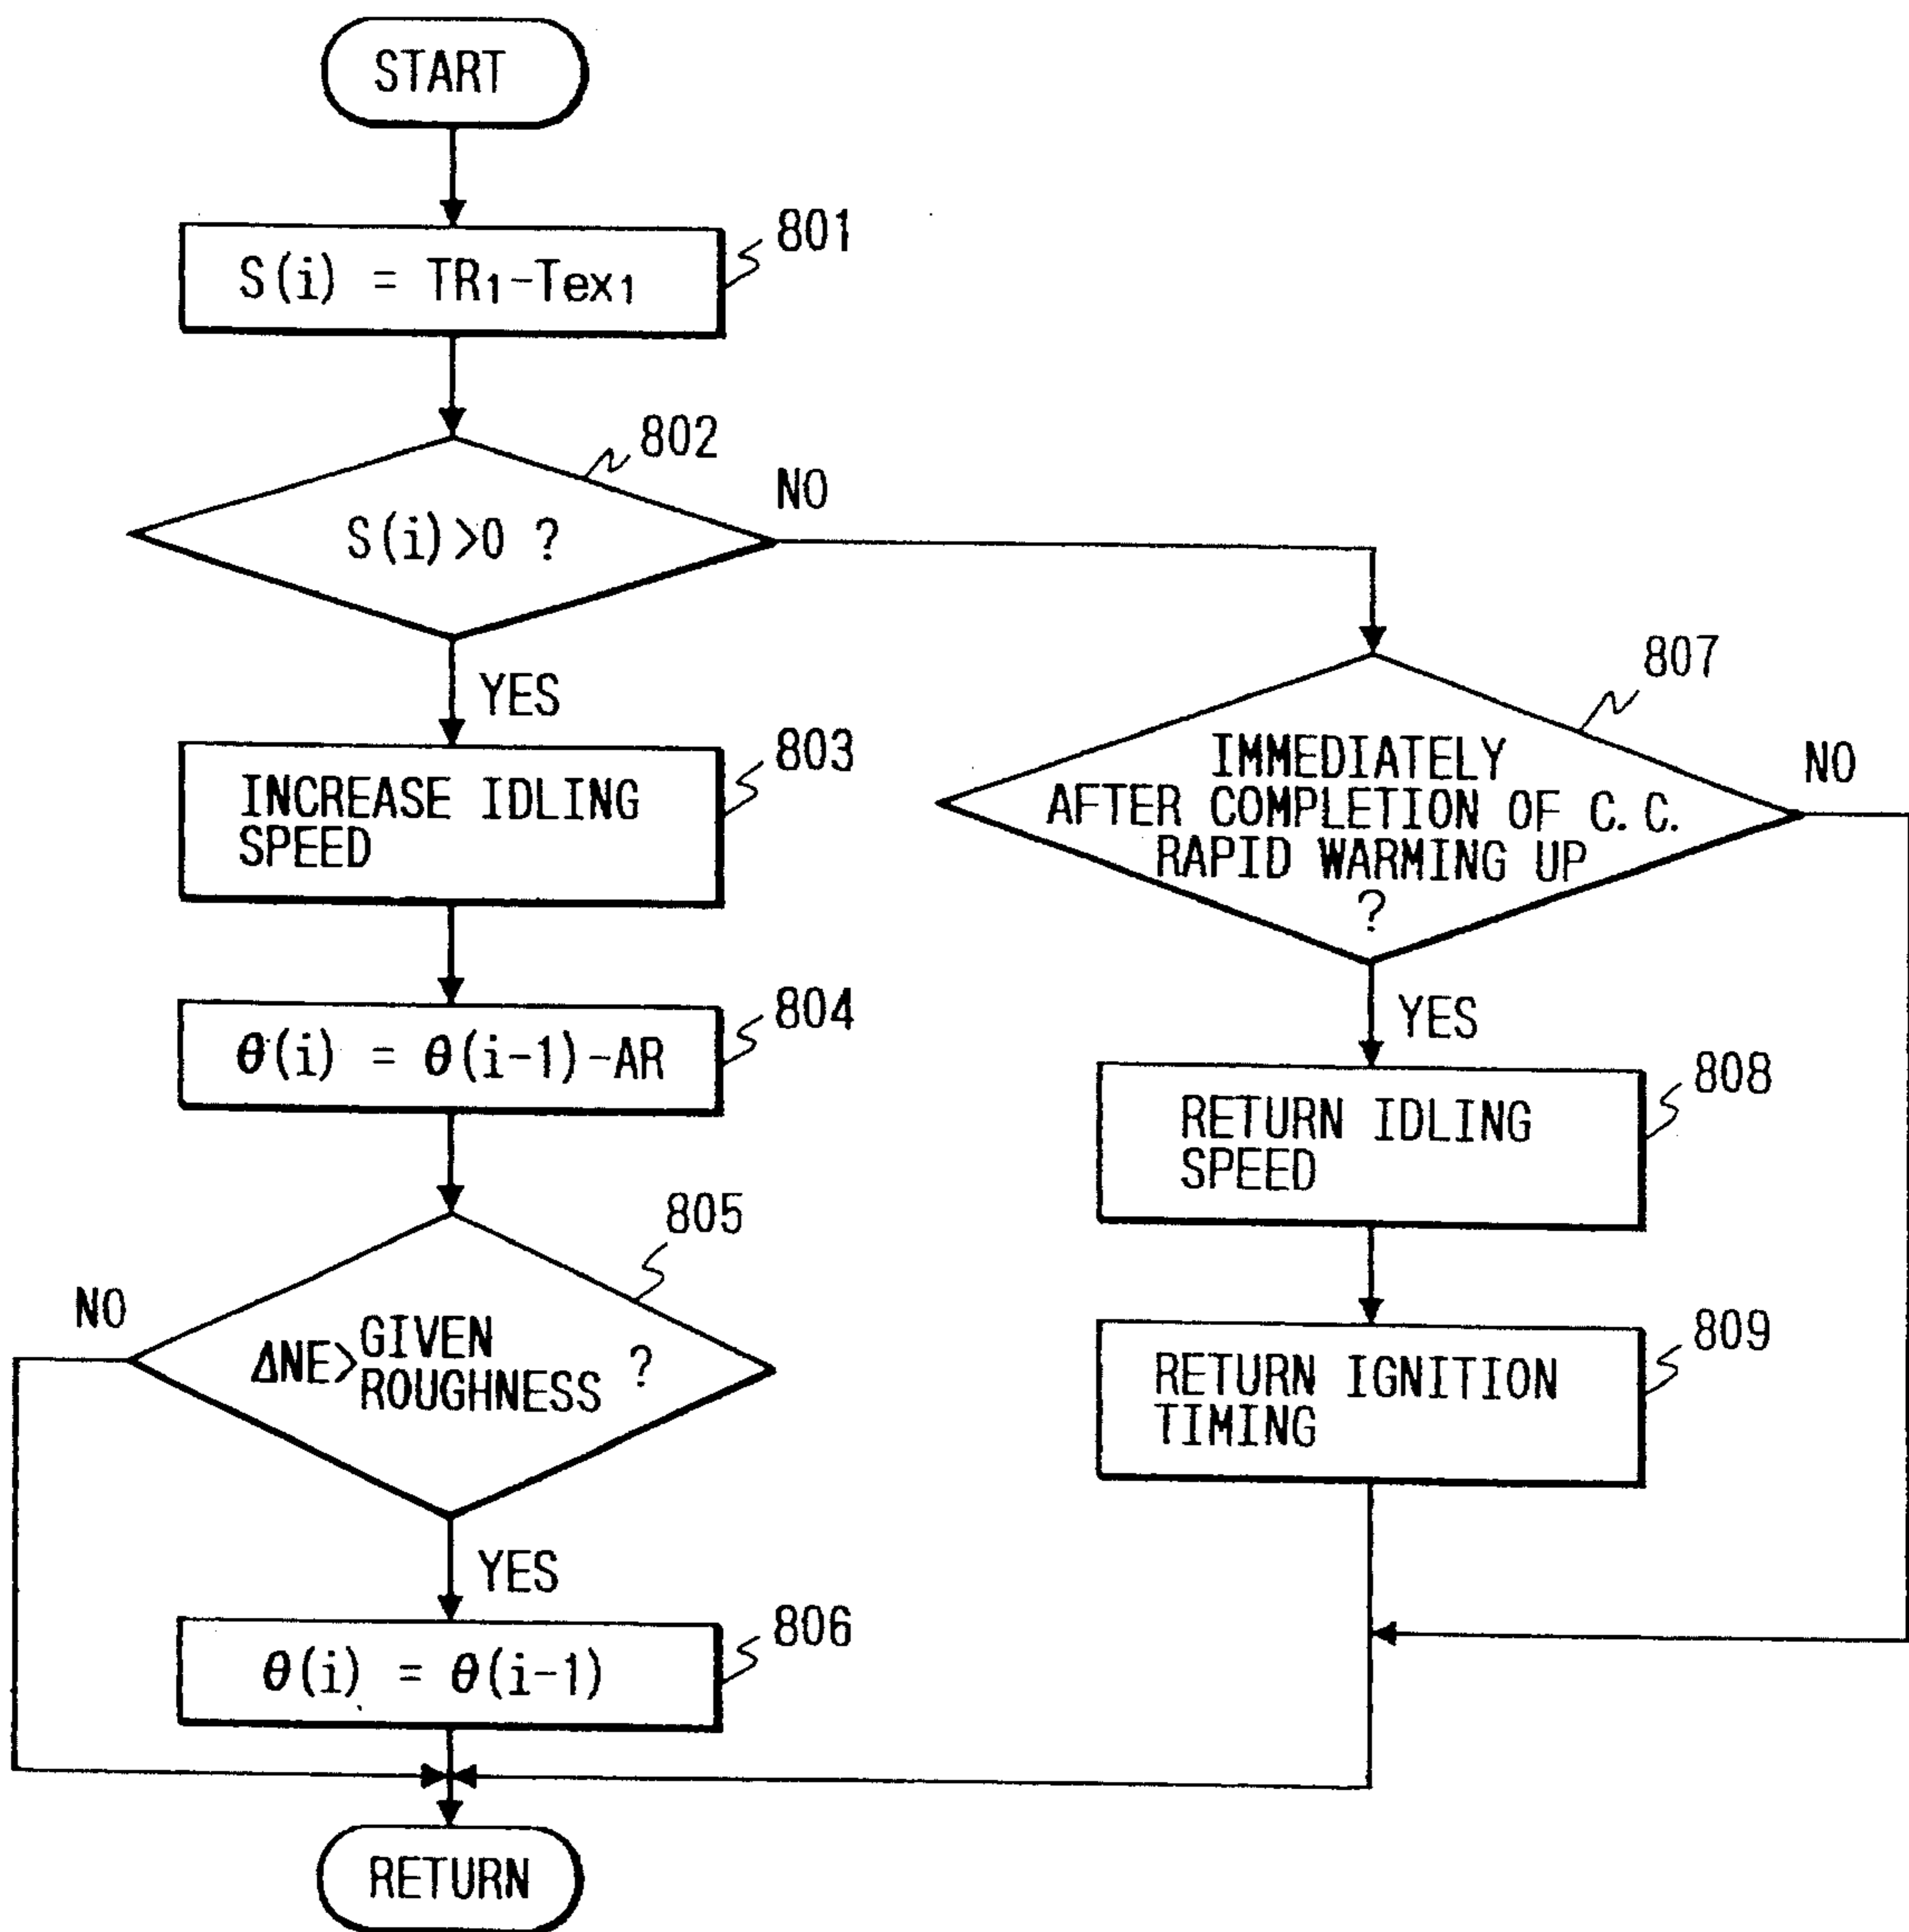 START
801
S(i) = TR₁-Tex₁
802
S(i)>0 ?
NO
YES
803
INCREASE IDLING
SPEED
804
θ(i) = θ(i-1)-AR
805
NO
ΔNE>GIVEN
ROUGHNESS ?
YES
806
θ(i) = θ(i-1)
807
IMMEDIATELY
AFTER COMPLETION OF C.C.
RAPID WARMING UP
?
NO
YES
808
RETURN IDLING
SPEED
809
RETURN IGNITION
TIMING
RETURN